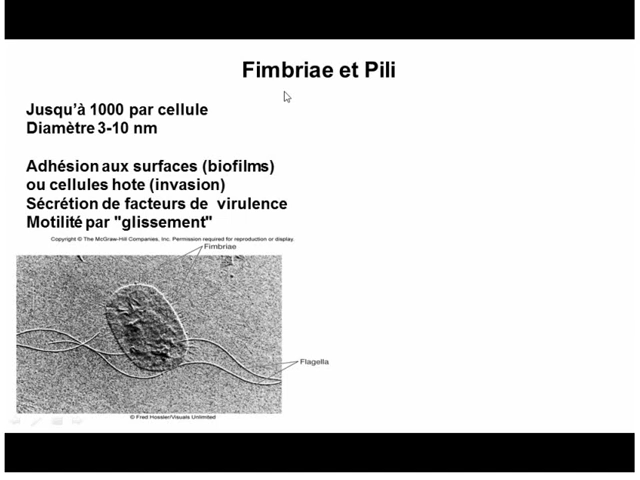 Fimbriae et Pili
Jusqu'à 1000 par cellule
Diamètre 3-10 nm
Adhésion aux surfaces (biofilms)
ou cellules hote (invasion)
Sécrétion de facteurs de virulence
Motilité par "glissement"
Copyright © The McGraw-Hill Companies, Inc. Permission required for reproduction or display.
Fimbriae
Flagella
© Fred Hossler/Visuals Unlimited